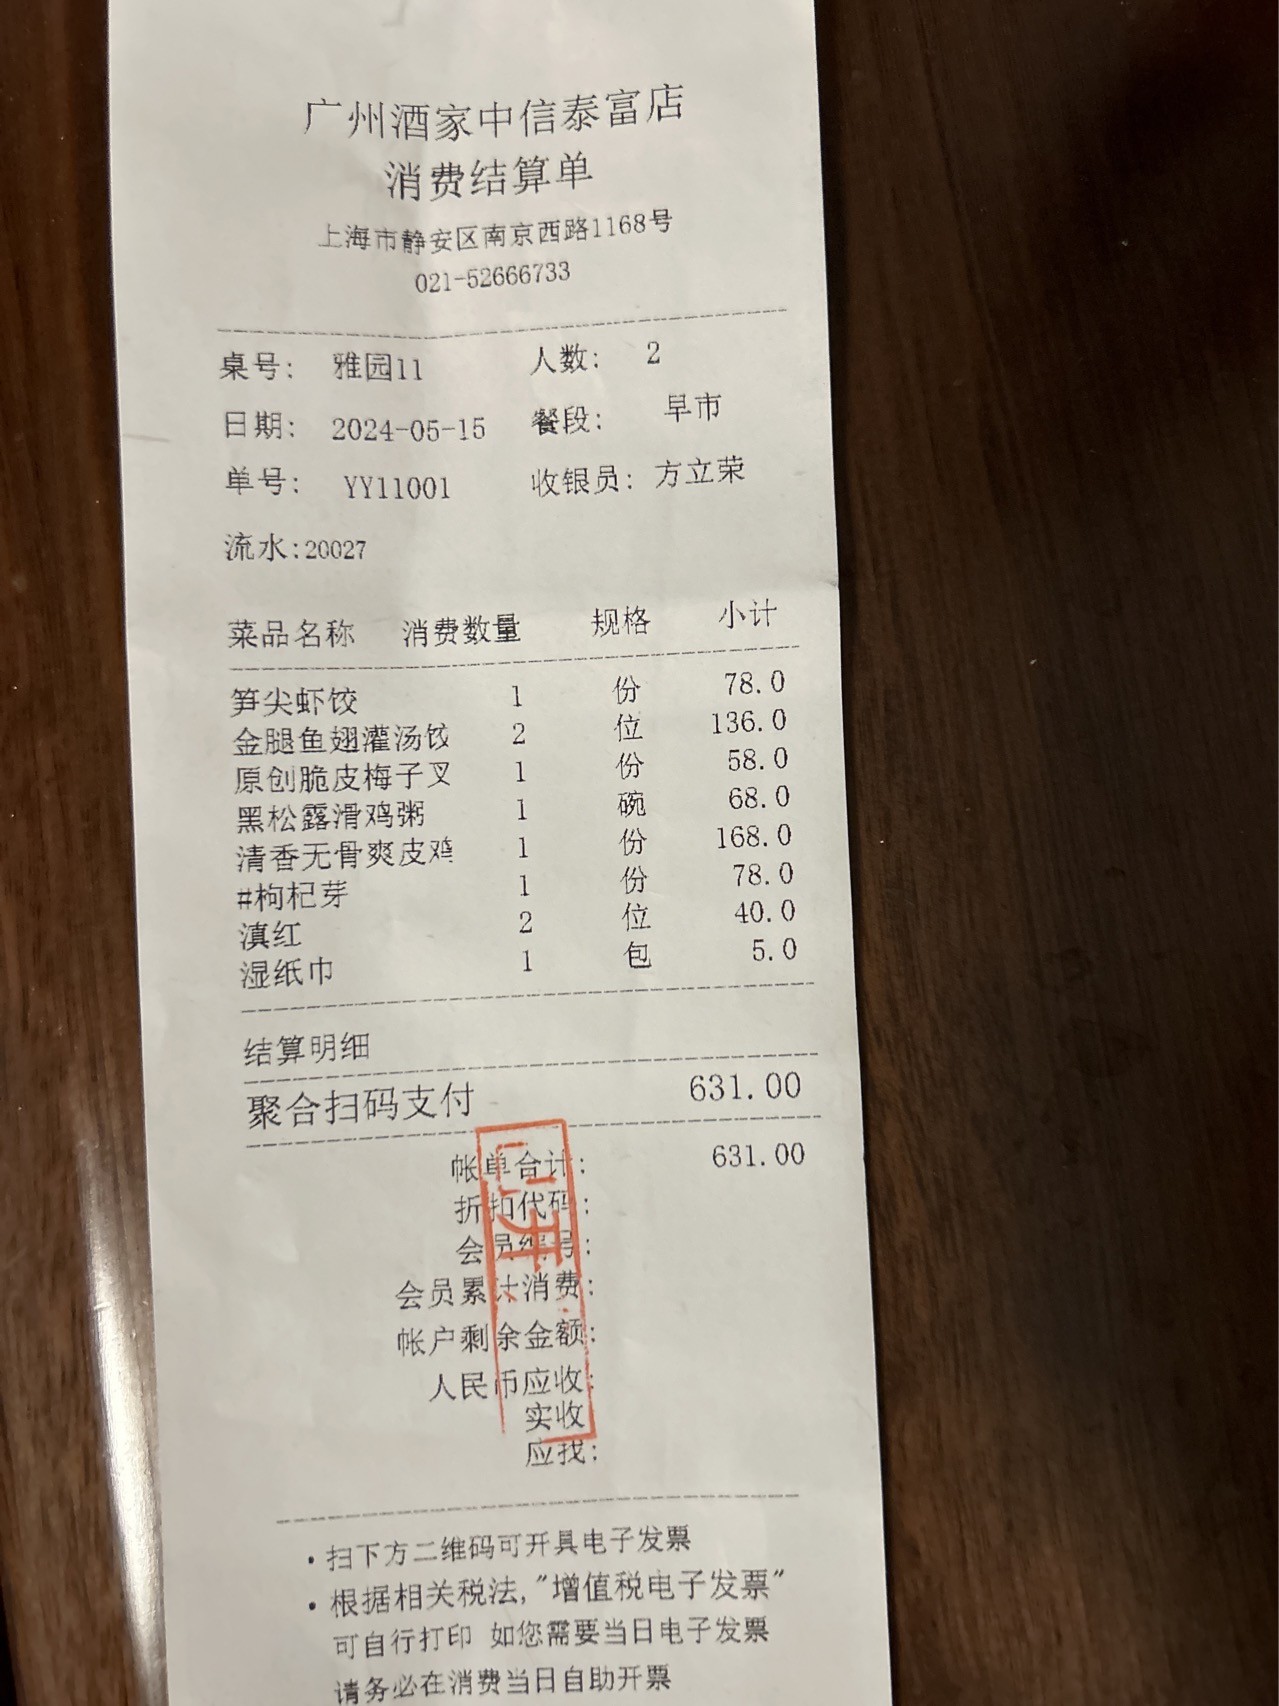 广州酒家中信泰富店
消费结算单
上海市静安区南京西路1168号
021-52666733
桌号: 雅园11 人数: 2
日期: 2024-05-15 餐段: 早市
单号: YY11001 收银员: 方立荣
流水:20027
菜品名称 消费数量 规格 小计
笋尖虾饺 1 份 78.0
金腿鱼翅灌汤饺 2 位 136.0
原创脆皮梅子叉 1 份 58.0
黑松露滑鸡粥 1 碗 68.0
清香无骨爽皮鸡 1 份 168.0
#枸杞芽 1 份 78.0
滇红 2 位 40.0
湿纸巾 1 包 5.0
结算明细
聚合扫码支付 631.00
帐单合计: 631.00
折扣代码:
会员编号:
会员累计消费:
帐户剩余金额:
人民币应收:
实收
应找:
已开
·扫下方二维码可开具电子发票
·根据相关税法,"增值税电子发票"
可自行打印 如您需要当日电子发票
请务必在消费当日自助开票